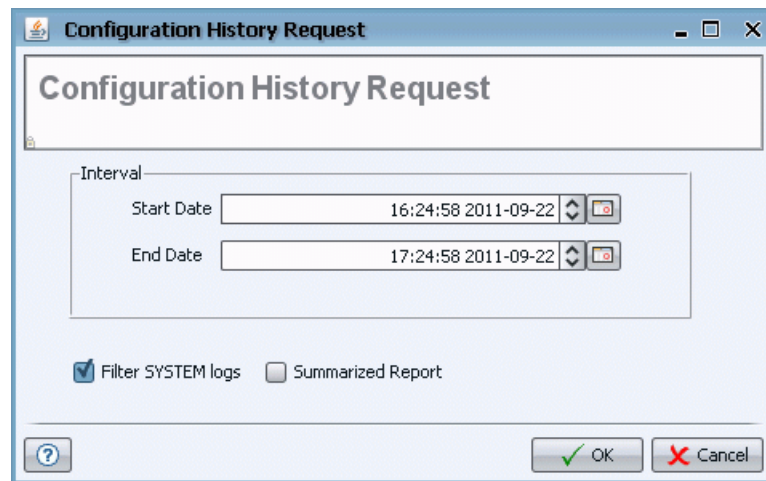 Configuration History Request
Configuration History Request
Interval
Start Date 16:24:58 2011-09-22
End Date 17:24:58 2011-09-22
Filter SYSTEM logs Summarized Report
? OK Cancel